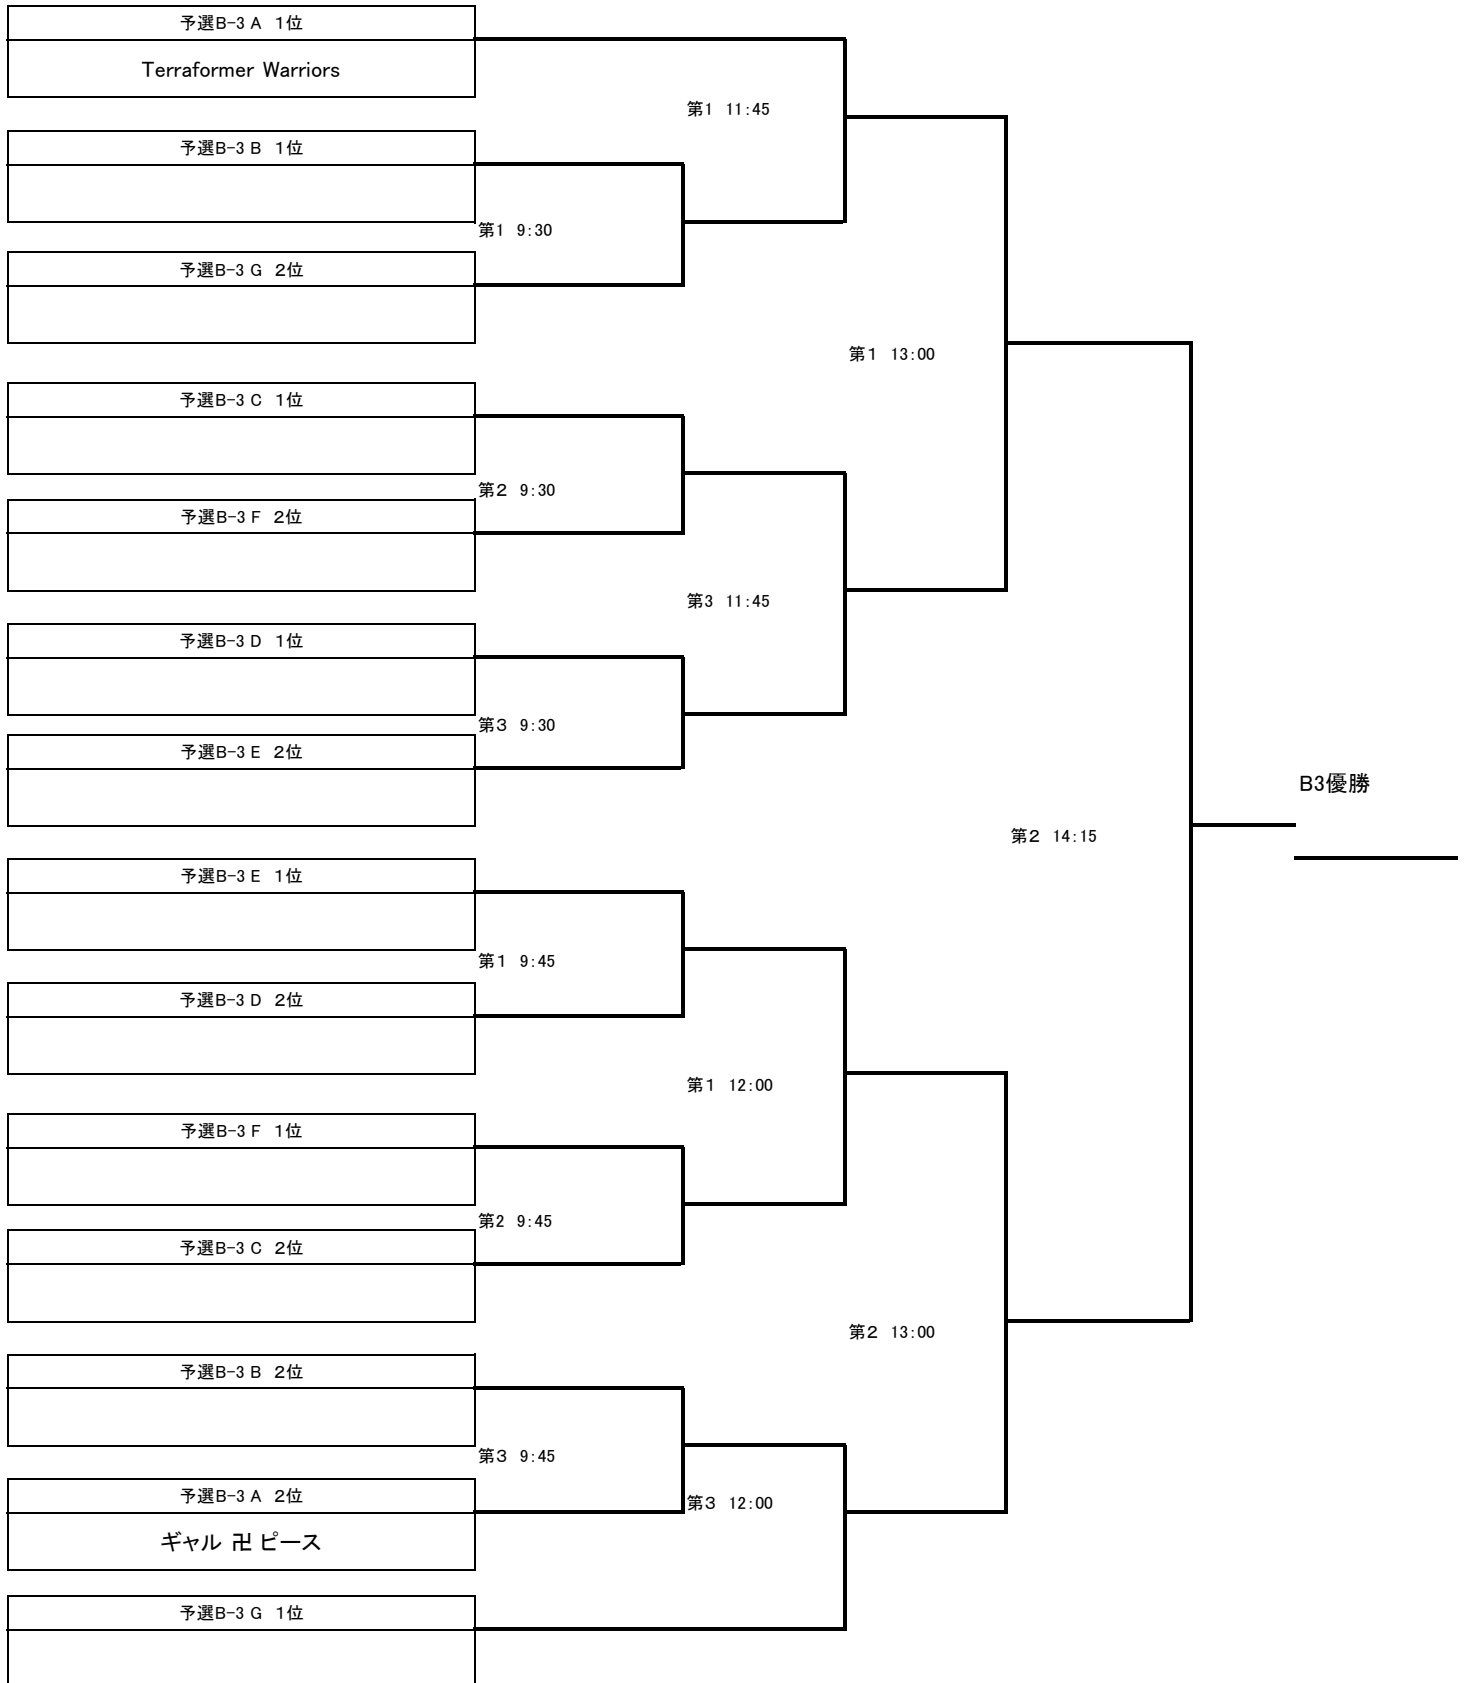 予選B-3 A 1位
Terraformer Warriors
第1 11:45
予選B-3 B 1位
第1 9:30
予選B-3 G 2位
第1 13:00
予選B-3 C 1位
第2 9:30
予選B-3 F 2位
第3 11:45
予選B-3 D 1位
第3 9:30
予選B-3 E 2位
B3優勝
第2 14:15
予選B-3 E 1位
第1 9:45
予選B-3 D 2位
第1 12:00
予選B-3 F 1位
第2 9:45
予選B-3 C 2位
第2 13:00
予選B-3 B 2位
第3 9:45
予選B-3 A 2位
第3 12:00
ギャル 卍 ピース
予選B-3 G 1位